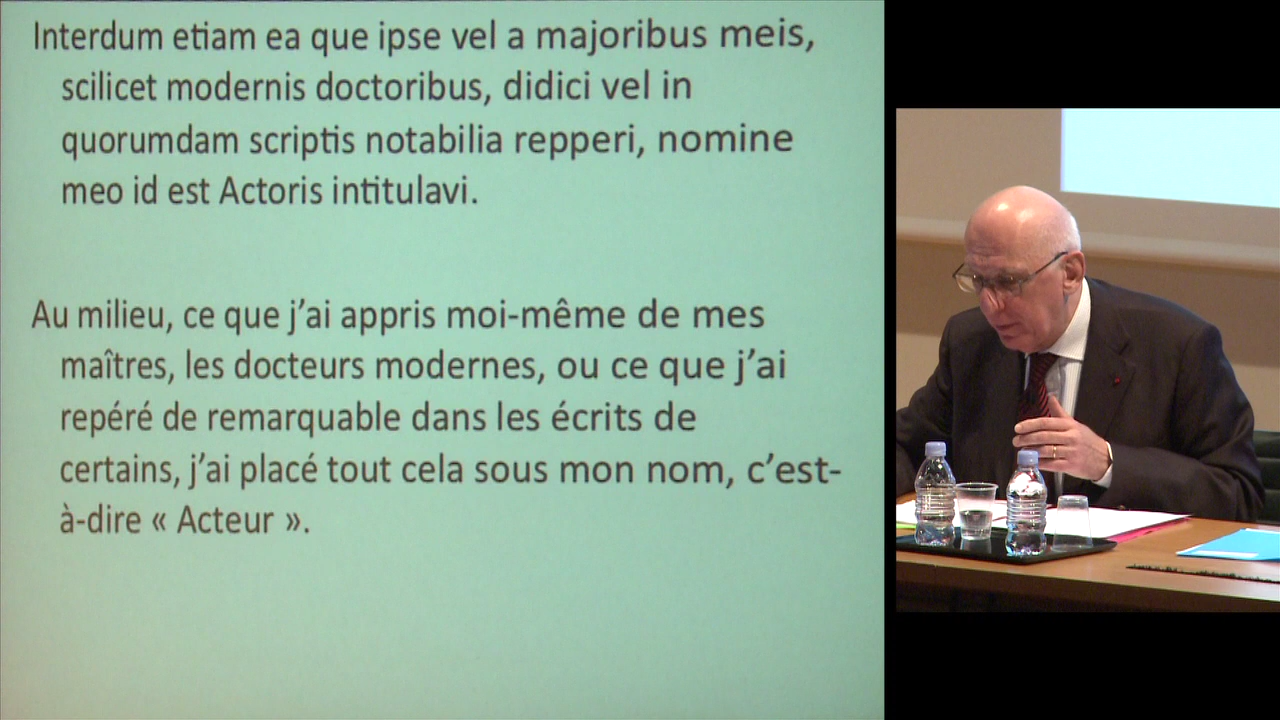 Interdum etiam ea que ipse vel a majoribus meis,
scilicet modernis doctoribus, didici vel in
quorumdam scriptis notabilia repperi, nomine
meo id est Actoris intitulavi.
Au milieu, ce que j’ai appris moi-même de mes
maîtres, les docteurs modernes, ou ce que j’ai
repéré de remarquable dans les écrits de
certains, j’ai placé tout cela sous mon nom, c’est-
à-dire « Acteur ».